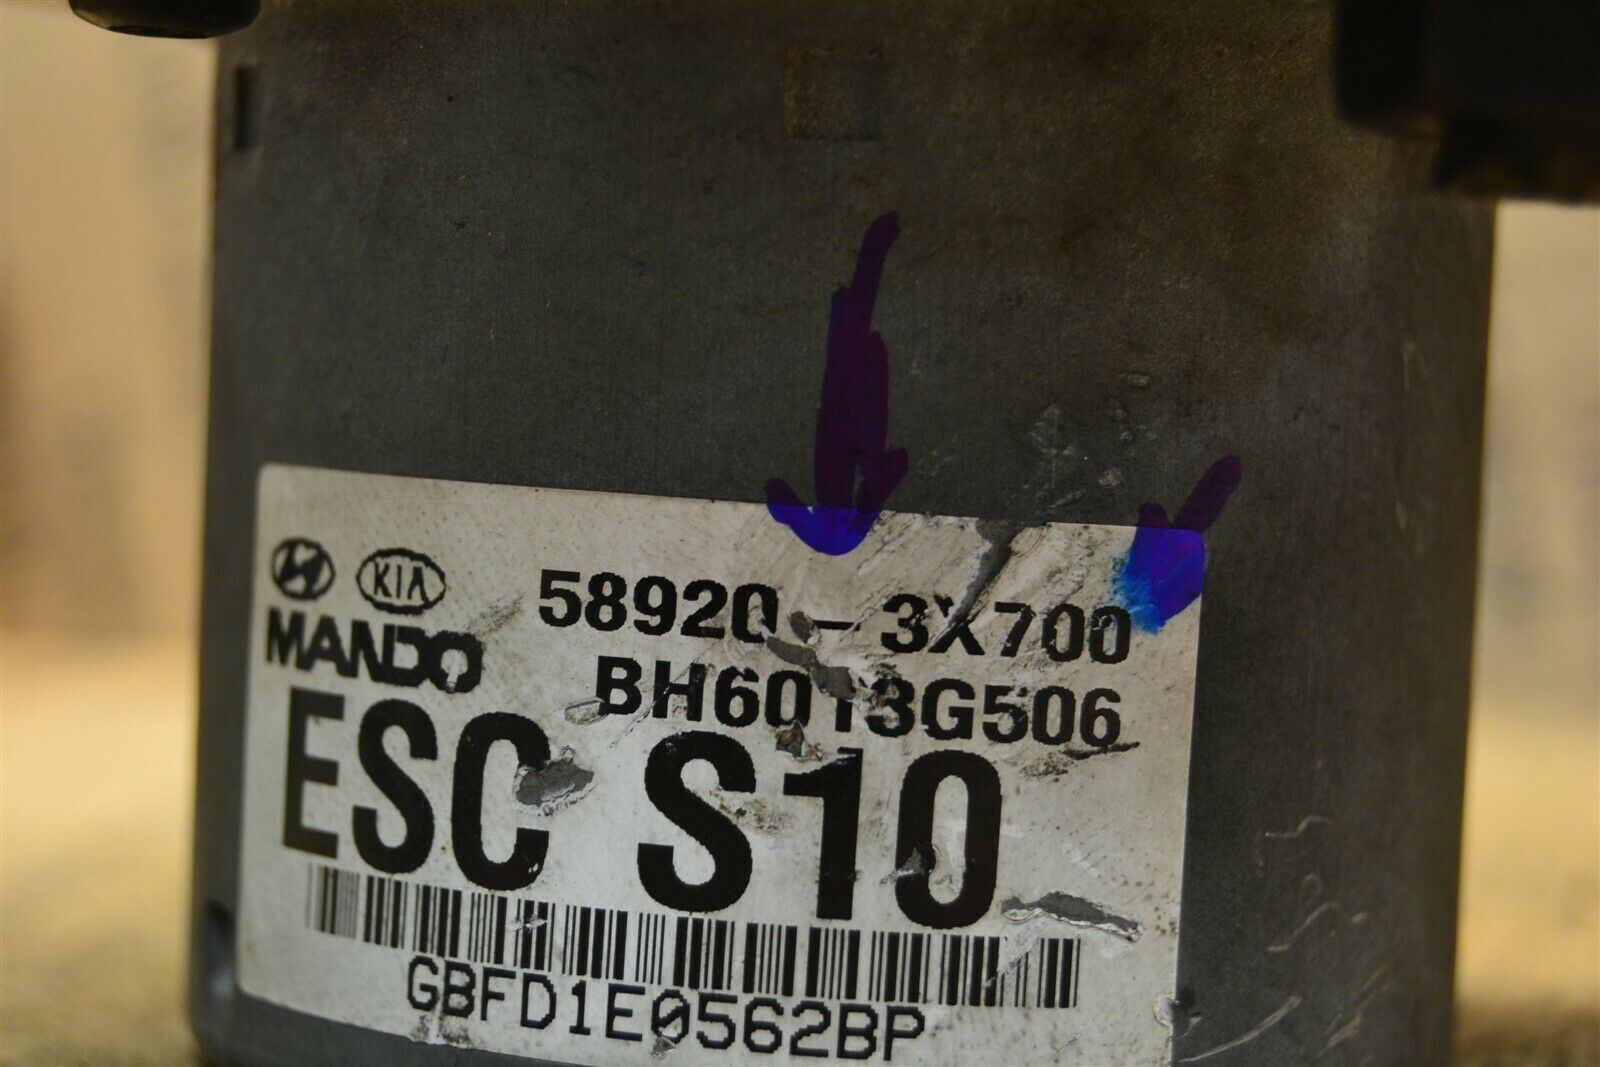 KIA
58920-3X700
MANDO
BH6013G506
ESC S10
GBFD1E0562BP